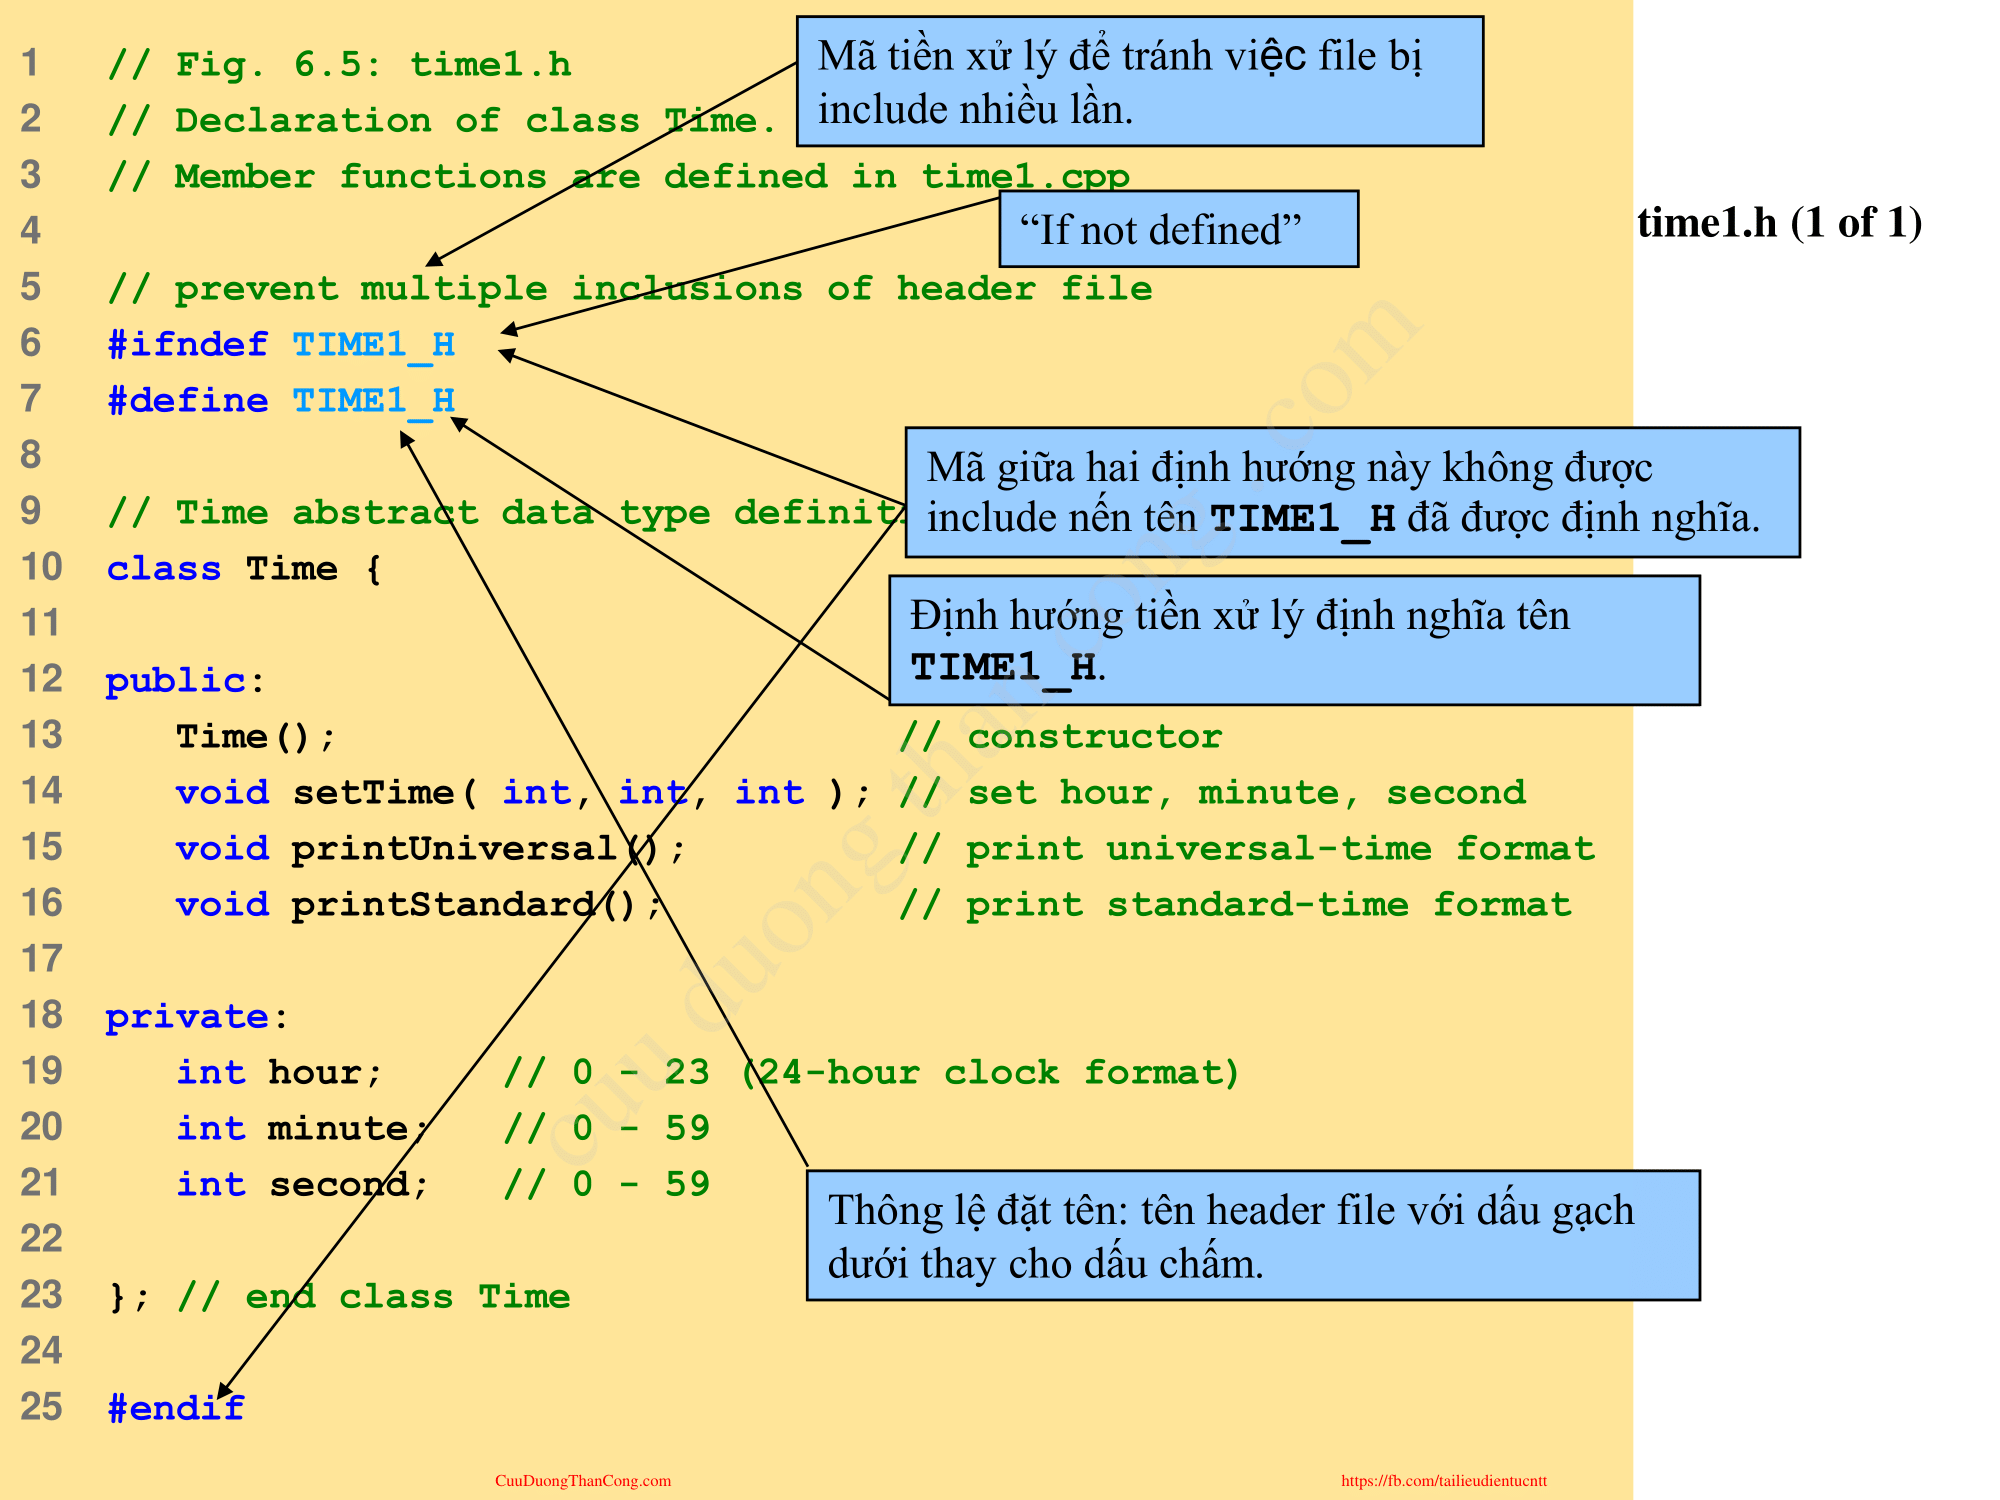 1 // Fig. 6.5: time1.h
2 // Declaration of class Time.
3 // Member functions are defined in time1.cpp
4
5 // prevent multiple inclusions of header file
6 #ifndef TIME1_H
7 #define TIME1_H
8
9 // Time abstract data type definit
10 class Time {
11
12 public:
13 Time(); // constructor
14 void setTime( int, int, int ); // set hour, minute, second
15 void printUniversal(); // print universal-time format
16 void printStandard(); // print standard-time format
17
18 private:
19 int hour; // 0 - 23 (24-hour clock format)
20 int minute; // 0 - 59
21 int second; // 0 - 59
22
23 }; // end class Time
24
25 #endif
Mã tiền xử lý để tránh việc file bị
include nhiều lần.
“If not defined”
time1.h (1 of 1)
Mã giữa hai định hướng này không được
include nến tên TIME1_H đã được định nghĩa.
Định hướng tiền xử lý định nghĩa tên
TIME1_H.
Thông lệ đặt tên: tên header file với dấu gạch
dưới thay cho dấu chấm.
cuu duong than cong . com
CuuDuongThanCong.com
https://fb.com/tailieudientucntt